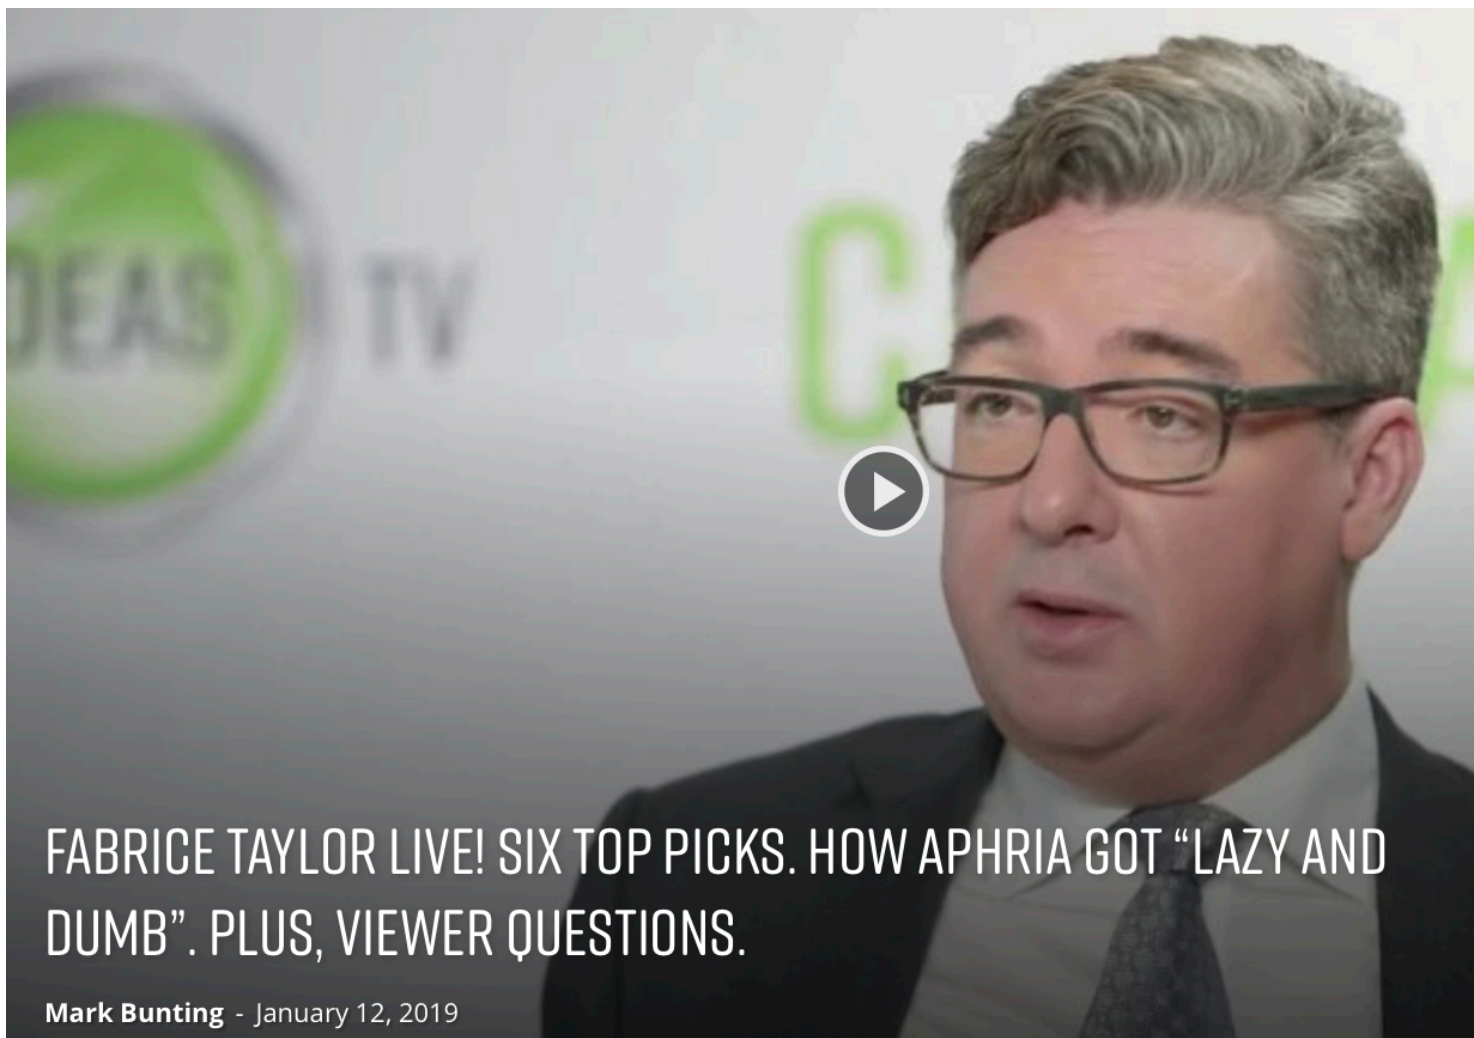 DEAS TV
C
FABRICE TAYLOR LIVE! SIX TOP PICKS. HOW APHRIA GOT “LAZY AND
DUMB”. PLUS, VIEWER QUESTIONS.
Mark Bunting - January 12, 2019